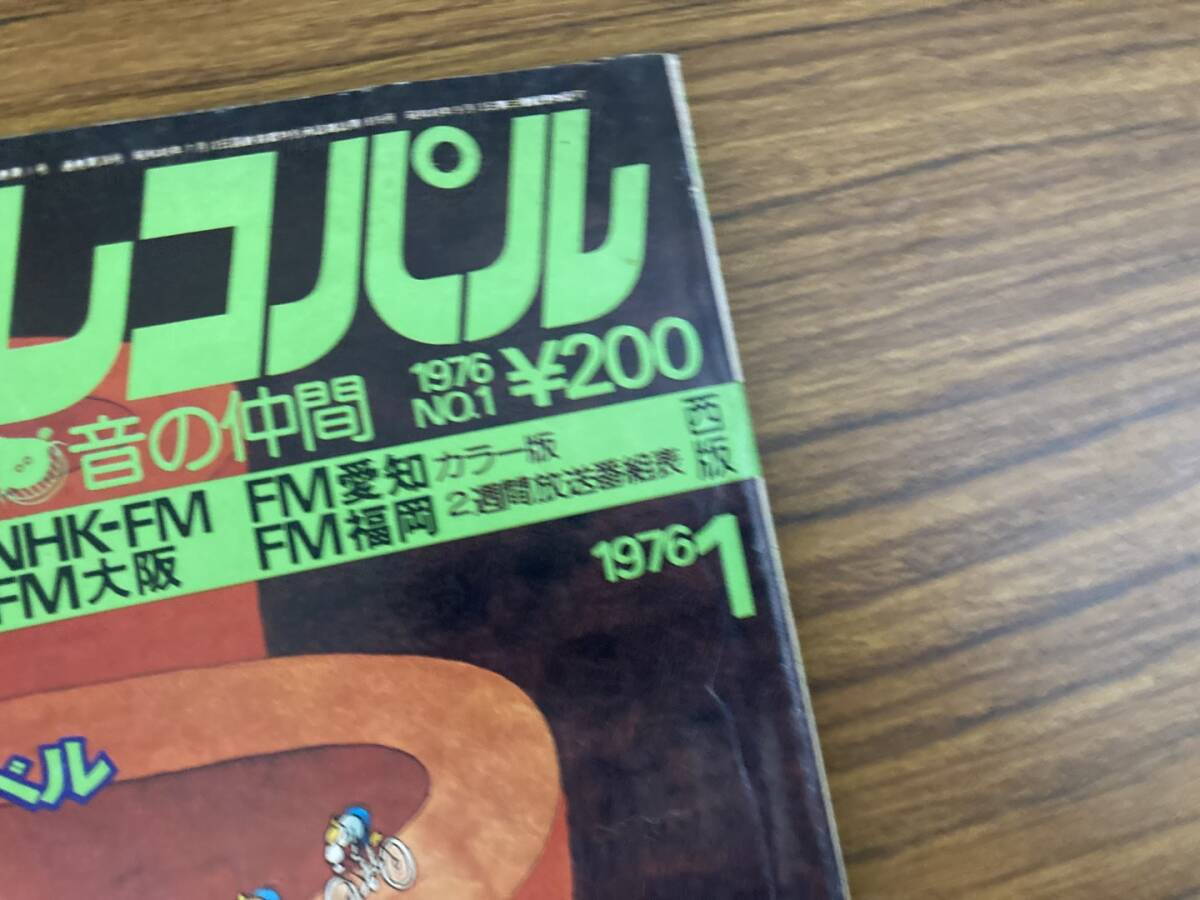 レコパル
音の仲間
1976
NO.1
¥200
NHK-FM
FM大阪
FM愛知
FM福岡
カラー版
2週間放送番組表
西版
1976 1
ベル